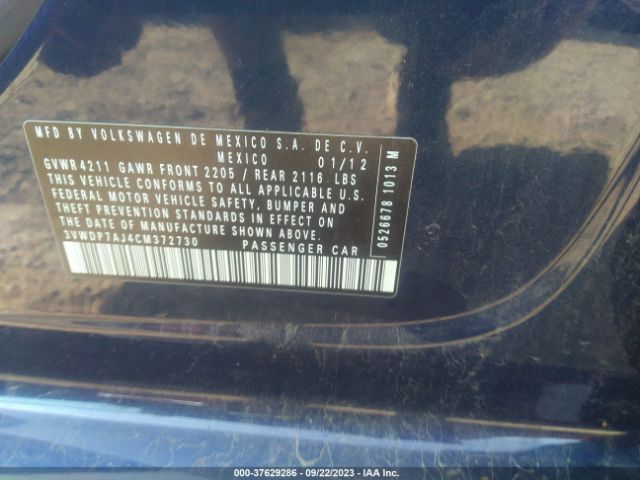 MFD BY VOLKSWAGEN DE MEXICO S.A. DE C.V.
MEXICO 01/12
GVWR 4211 GAWR FRONT 2205 / REAR 2116 LBS
THIS VEHICLE CONFORMS TO ALL APPLICABLE U.S.
FEDERAL MOTOR VEHICLE SAFETY, BUMPER AND
THEFT PREVENTION STANDARDS IN EFFECT ON
THE DATE OF MANUFACTURE SHOWN ABOVE.
3VWDP7AJ4CM372730 PASSENGER CAR
0526678 1013 M
000-37629286 - 09/22/2023 - IAA Inc.